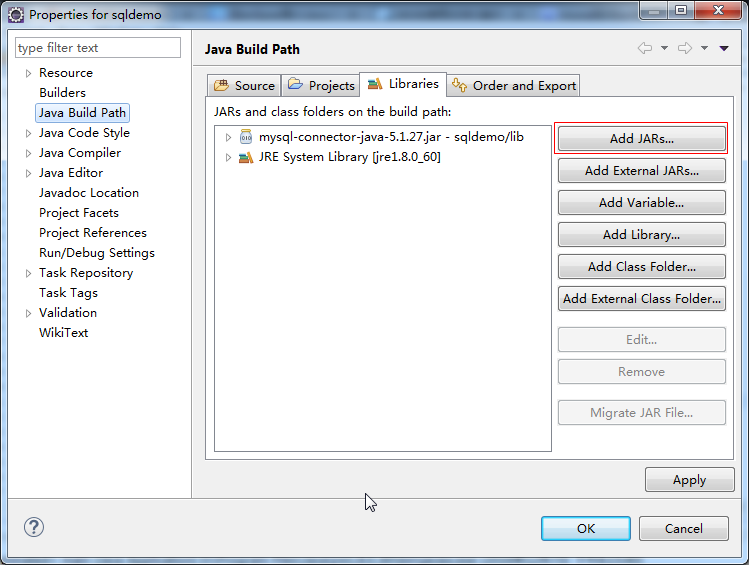 Properties for sqldemo
type filter text
Resource
Builders
Java Build Path
Java Code Style
Java Compiler
Java Editor
Javadoc Location
Project Facets
Project References
Run/Debug Settings
Task Repository
Task Tags
Validation
WikiText
Java Build Path
Source Projects Libraries Order and Export
JARs and class folders on the build path:
mysql-connector-java-5.1.27.jar - sqldemo/lib
JRE System Library [jre1.8.0_60]
Add JARs...
Add External JARs...
Add Variable...
Add Library...
Add Class Folder...
Add External Class Folder...
Edit...
Remove
Migrate JAR File...
Apply
OK Cancel